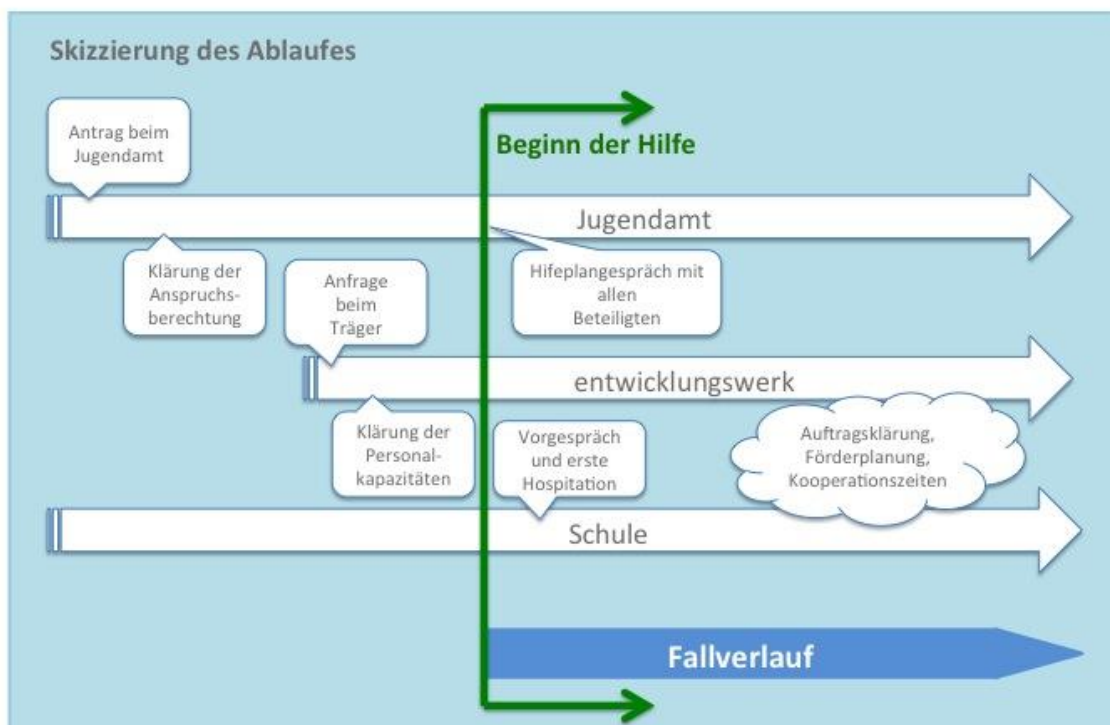 Skizzierung des Ablaufes
Antrag beim
Jugendamt
Beginn der Hilfe
Jugendamt
Klärung der
Anspruchs-
berechtung
Anfrage
beim
Träger
Hifeplangespräch mit
allen
Beteiligten
entwicklungswerk
Klärung der
Personal-
kapazitäten
Vorgespräch
und erste
Hospitation
Auftragsklärung,
Förderplanung,
Kooperationszeiten
Schule
Fallverlauf